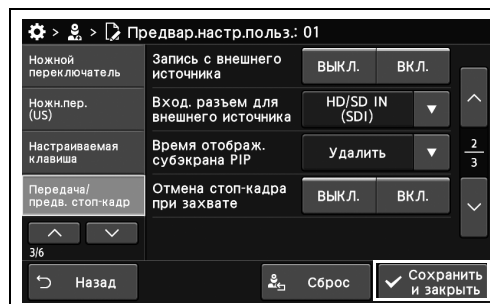 > > Предвар.настр.польз.: 01
Ножной
переключатель
Ножн.пер.
(US)
Настраиваемая
клавиша
Передача/
предв. стоп-кадр
3/6
Запись с внешнего
источника
ВЫКЛ. ВКЛ.
Вход. разъем для
внешнего источника
HD/SD IN
(SDI)
Время отображ.
субэкрана PIP
Удалить
Отмена стоп-кадра
при захвате
ВЫКЛ. ВКЛ.
2
3
Назад
Сброс
Сохранить
и закрыть